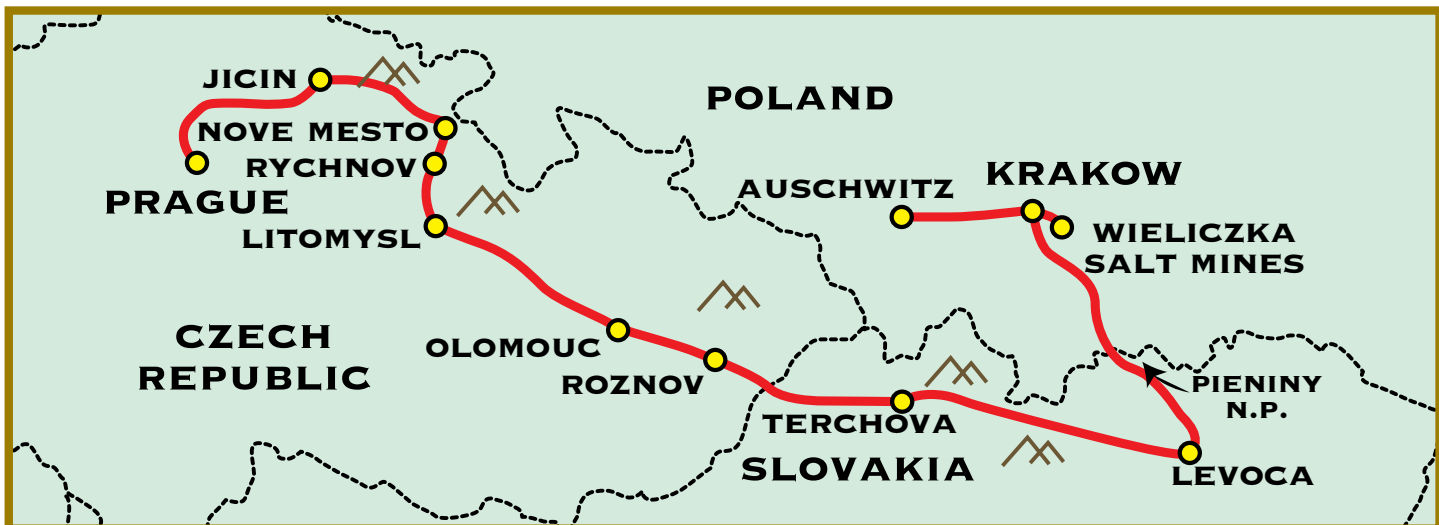 JICIN
POLAND
NOVE MESTO
RYCHNOV
PRAGUE
LITOMYSL
AUSCHWITZ
KRAKOW
WIELICZKA
SALT MINES
CZECH
REPUBLIC
OLOMOUC
ROZNOV
TERCHOVA
SLOVAKIA
PIENINY
N.P.
LEVOCA